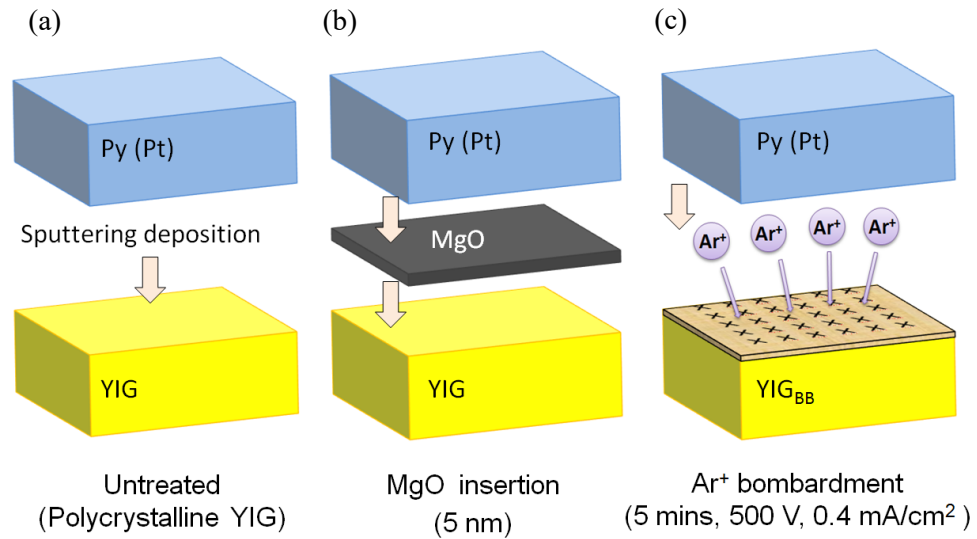 (a)
Py (Pt)
Sputtering deposition
YIG
Untreated
(Polycrystalline YIG)
(b)
Py (Pt)
MgO
YIG
MgO insertion
(5 nm)
(c)
Py (Pt)
Ar⁺
Ar⁺
Ar⁺
Ar⁺
YIG_BB
Ar⁺ bombardment
(5 mins, 500 V, 0.4 mA/cm²)